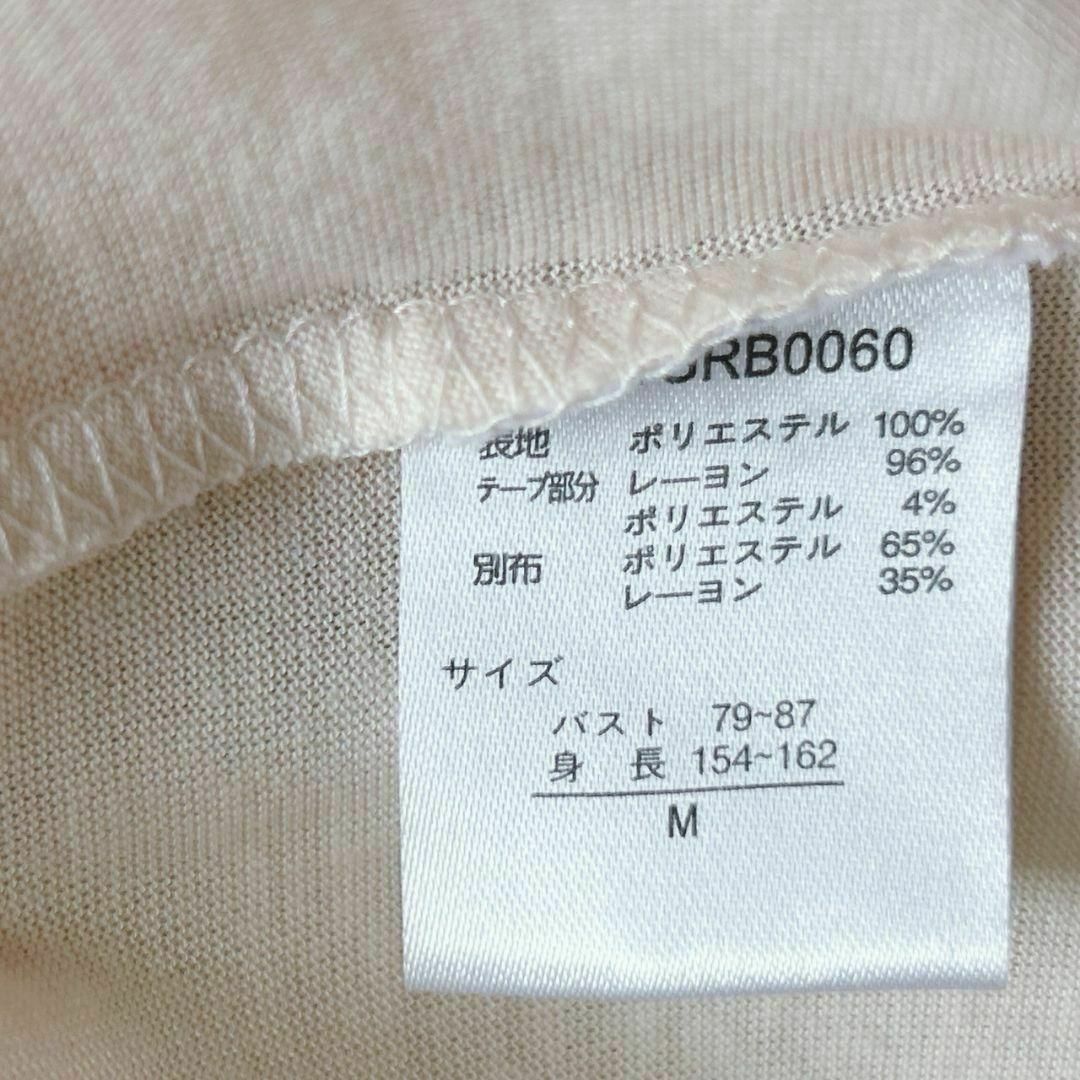 RB0060
表地 ポリエステル 100%
テープ部分 レーヨン 96%
ポリエステル 4%
別布 ポリエステル 65%
レーヨン 35%
サイズ
バスト 79~87
身 長 154~162
M